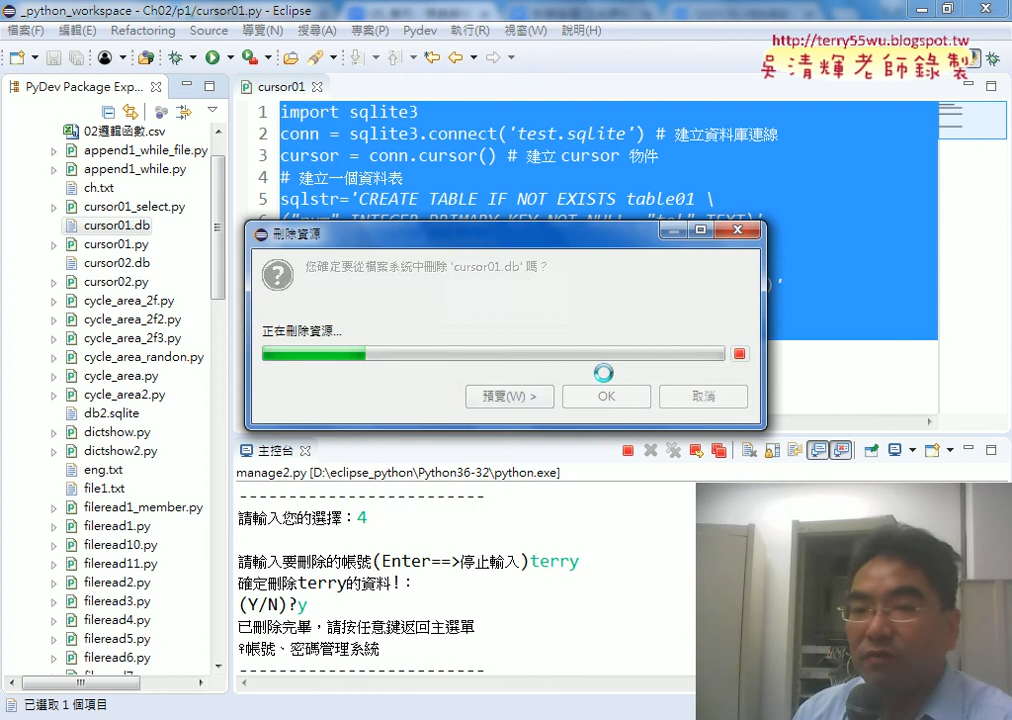 _python_workspace - Ch02/p1/cursor01.py - Eclipse
檔案(F) 編輯(E) Refactoring Source 導覽(N) 搜尋(A) 專案(P) Pydev 執行(R) 視窗(W) 說明(H)
http://terry55wu.blogspot.tw
吳清輝老師錄製
PyDev Package Exp...
cursor01
02邏輯函數.csv
append1_while_file.py
append1_while.py
ch.txt
cursor01_select.py
cursor01.db
cursor01.py
cursor02.db
cursor02.py
cycle_area_2f.py
cycle_area_2f2.py
cycle_area_2f3.py
cycle_area_randon.py
cycle_area.py
cycle_area2.py
db2.sqlite
dictshow.py
dictshow2.py
eng.txt
file1.txt
fileread1_member.py
fileread1.py
fileread10.py
fileread11.py
fileread2.py
fileread3.py
fileread4.py
fileread5.py
fileread6.py
1 import sqlite3
2 conn = sqlite3.connect('test.sqlite') # 建立資料庫連線
3 cursor = conn.cursor() # 建立 cursor 物件
4 # 建立一個資料表
5 sqlstr='CREATE TABLE IF NOT EXISTS table01 \
刪除資源
您確定要從檔案系統中刪除 'cursor01.db' 嗎？
正在刪除資源...
預覽(W) >
OK
取消
主控台
manage2.py [D:\eclipse_python\Python36-32\python.exe]
-------------------------
請輸入您的選擇：4
請輸入要刪除的帳號(Enter==>停止輸入)terry
確定刪除terry的資料!：
(Y/N)?y
已刪除完畢，請按任意鍵返回主選單
♀帳號、密碼管理系統
-------------------------
已選取 1 個項目